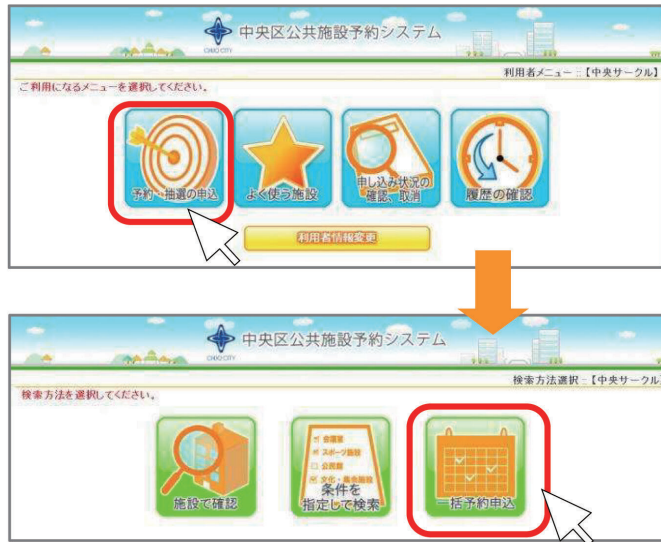 中央区公共施設予約システム
CHUO CITY
利用者メニュー::【中央サークル】
ご利用になるメニューを選択してください。
予約・抽選の申込
よく使う施設
申し込み状況の
確認、取消
履歴の確認
利用者情報変更
中央区公共施設予約システム
CHUO CITY
検索方法選択::【中央サークル
検索方法を選択してください。
施設で確認
会議室
スポーツ施設
公民館
文化・集会施設
条件を
指定して検索
一括予約申込